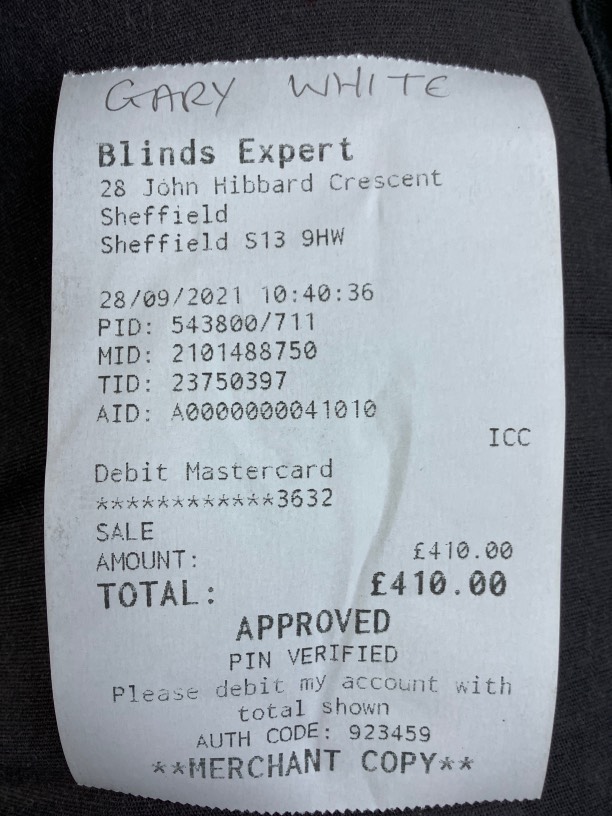 GARY WHITE
Blinds Expert
28 John Hibbard Crescent
Sheffield
Sheffield S13 9HW
28/09/2021 10:40:36
PID: 543800/711
MID: 2101488750
TID: 23750397
AID: A0000000041010
ICC
Debit Mastercard
************3632
SALE
AMOUNT: £410.00
TOTAL: £410.00
APPROVED
PIN VERIFIED
Please debit my account with
total shown
AUTH CODE: 923459
**MERCHANT COPY**